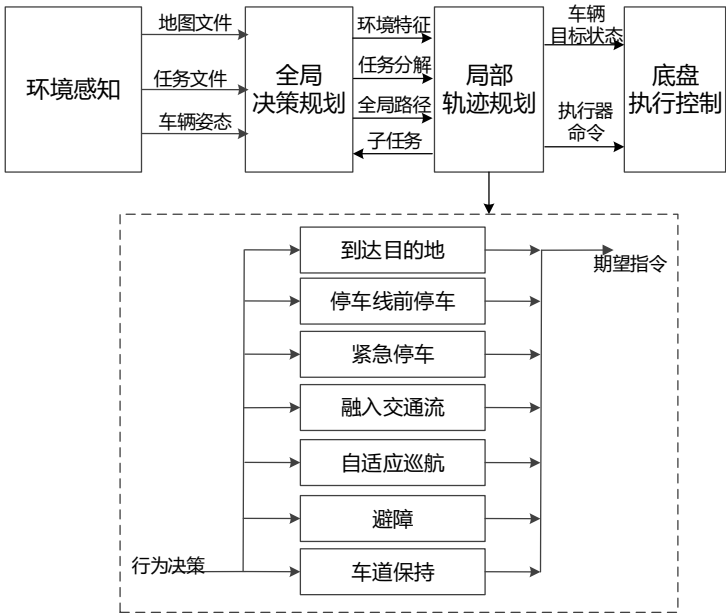 环境感知
地图文件
任务文件
车辆姿态
全局
决策规划
环境特征
任务分解
全局路径
子任务
局部
轨迹规划
车辆
目标状态
执行器
命令
底盘
执行控制
到达目的地
停车线前停车
紧急停车
融入交通流
自适应巡航
避障
车道保持
行为决策
期望指令